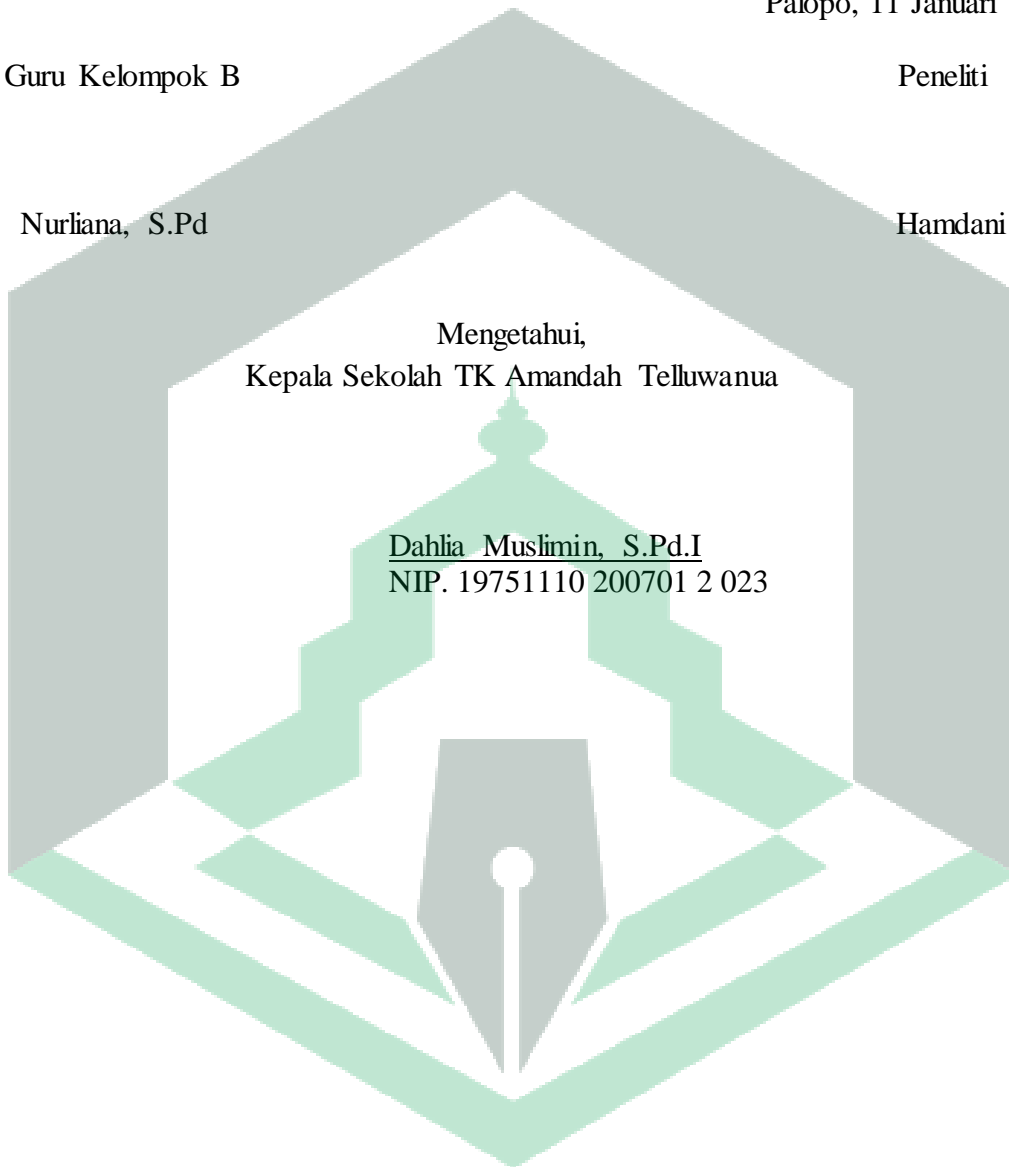 Palopo, 11 Januari
Guru Kelompok B Peneliti
Nurliana, S.Pd Hamdani
Mengetahui,
Kepala Sekolah TK Amandah Telluwanua
Dahlia Muslimin, S.Pd.I
NIP. 19751110 200701 2 023